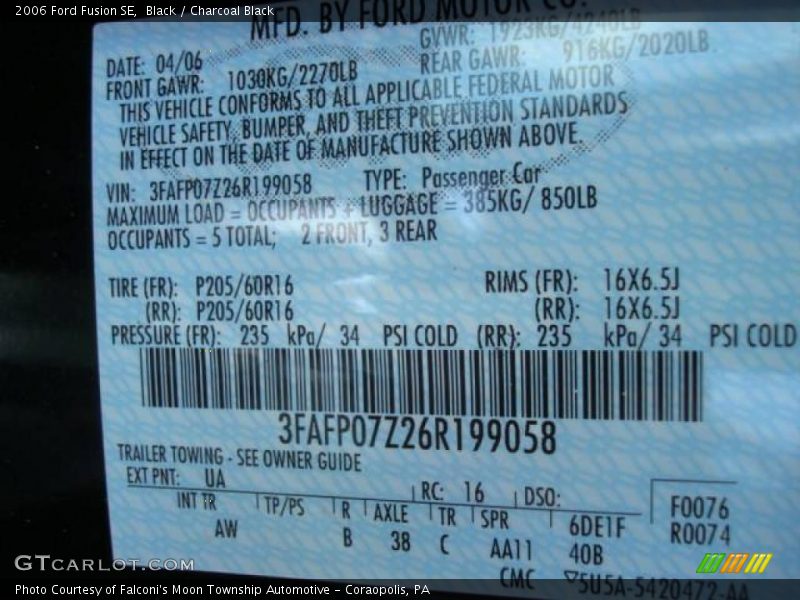 2006 Ford Fusion SE, Black / Charcoal Black
MFD. BY FORD MOTOR CO.
DATE: 04/06 GVWR: 1923KG/4240LB
FRONT GAWR: 1030KG/2270LB REAR GAWR: 916KG/2020LB
THIS VEHICLE CONFORMS TO ALL APPLICABLE FEDERAL MOTOR
VEHICLE SAFETY, BUMPER, AND THEFT PREVENTION STANDARDS
IN EFFECT ON THE DATE OF MANUFACTURE SHOWN ABOVE.
VIN: 3FAFP07Z26R199058 TYPE: Passenger Car
MAXIMUM LOAD = OCCUPANTS + LUGGAGE = 385KG/ 850LB
OCCUPANTS = 5 TOTAL; 2 FRONT, 3 REAR
TIRE (FR): P205/60R16 RIMS (FR): 16X6.5J
(RR): P205/60R16 (RR): 16X6.5J
PRESSURE (FR): 235 kPa/ 34 PSI COLD (RR): 235 kPa/ 34 PSI COLD
3FAFP07Z26R199058
TRAILER TOWING - SEE OWNER GUIDE
EXT PNT: UA RC: 16 DSO: F0076
INT TR TP/PS R AXLE TR SPR 6DE1F R0074
AW B 38 C AA11 40B
CMC 5U5A-5420472-AA
GTCARLOT.COM
Photo Courtesy of Falconi's Moon Township Automotive - Coraopolis, PA